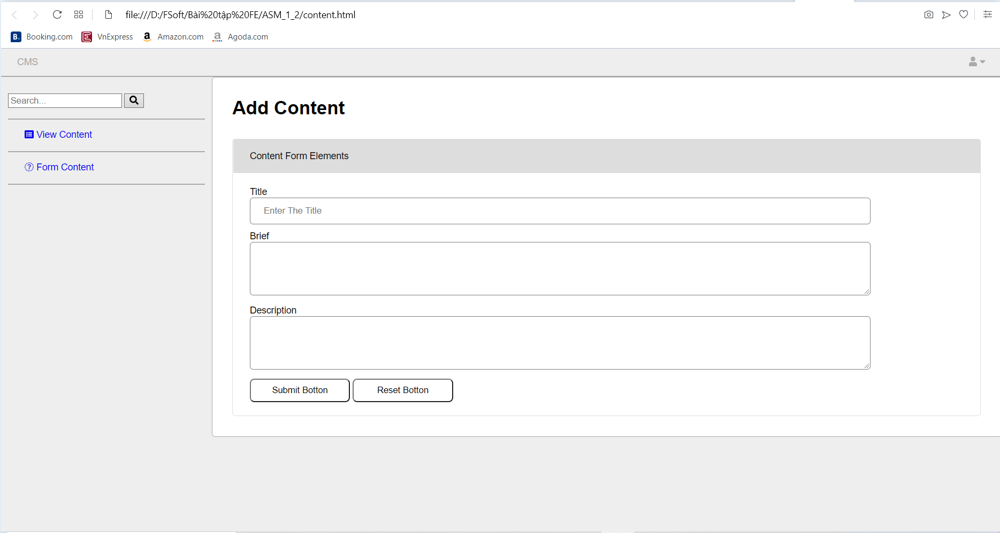 file:///D:/FSoft/Bài%20tập%20FE/ASM_1_2/content.html
B. Booking.com E VnExpress a Amazon.com a Agoda.com
CMS
Search...
View Content
? Form Content
Add Content
Content Form Elements
Title
Enter The Title
Brief
Description
Submit Botton Reset Botton